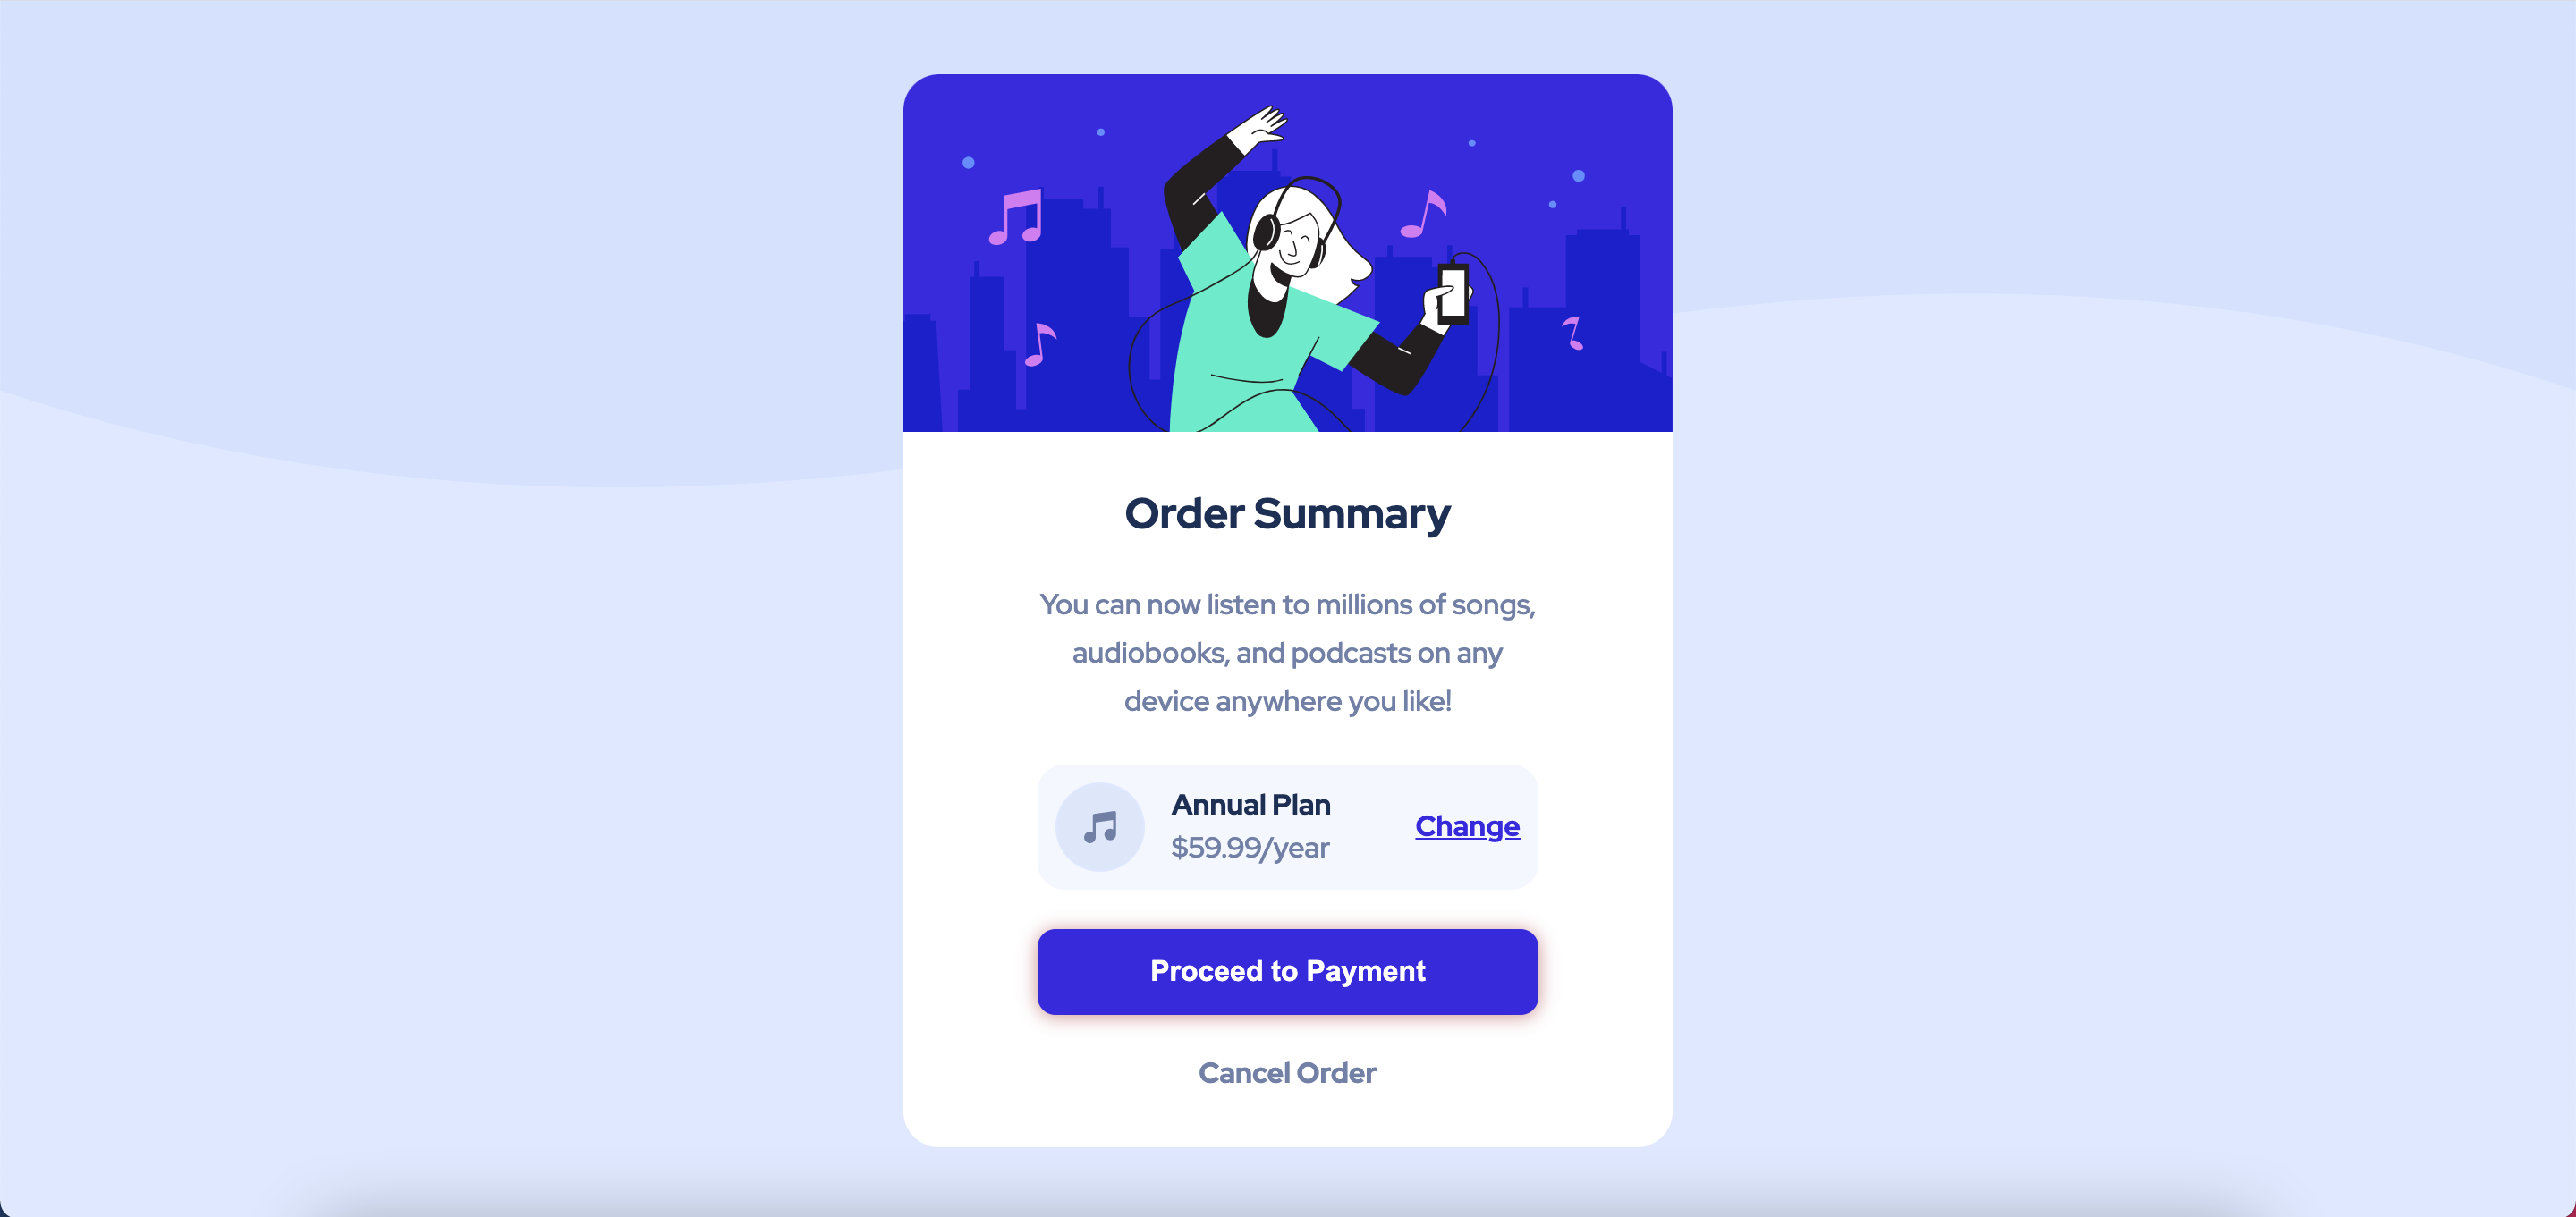 Order Summary
You can now listen to millions of songs,
audiobooks, and podcasts on any
device anywhere you like!
Annual Plan
$59.99/year
Change
Proceed to Payment
Cancel Order